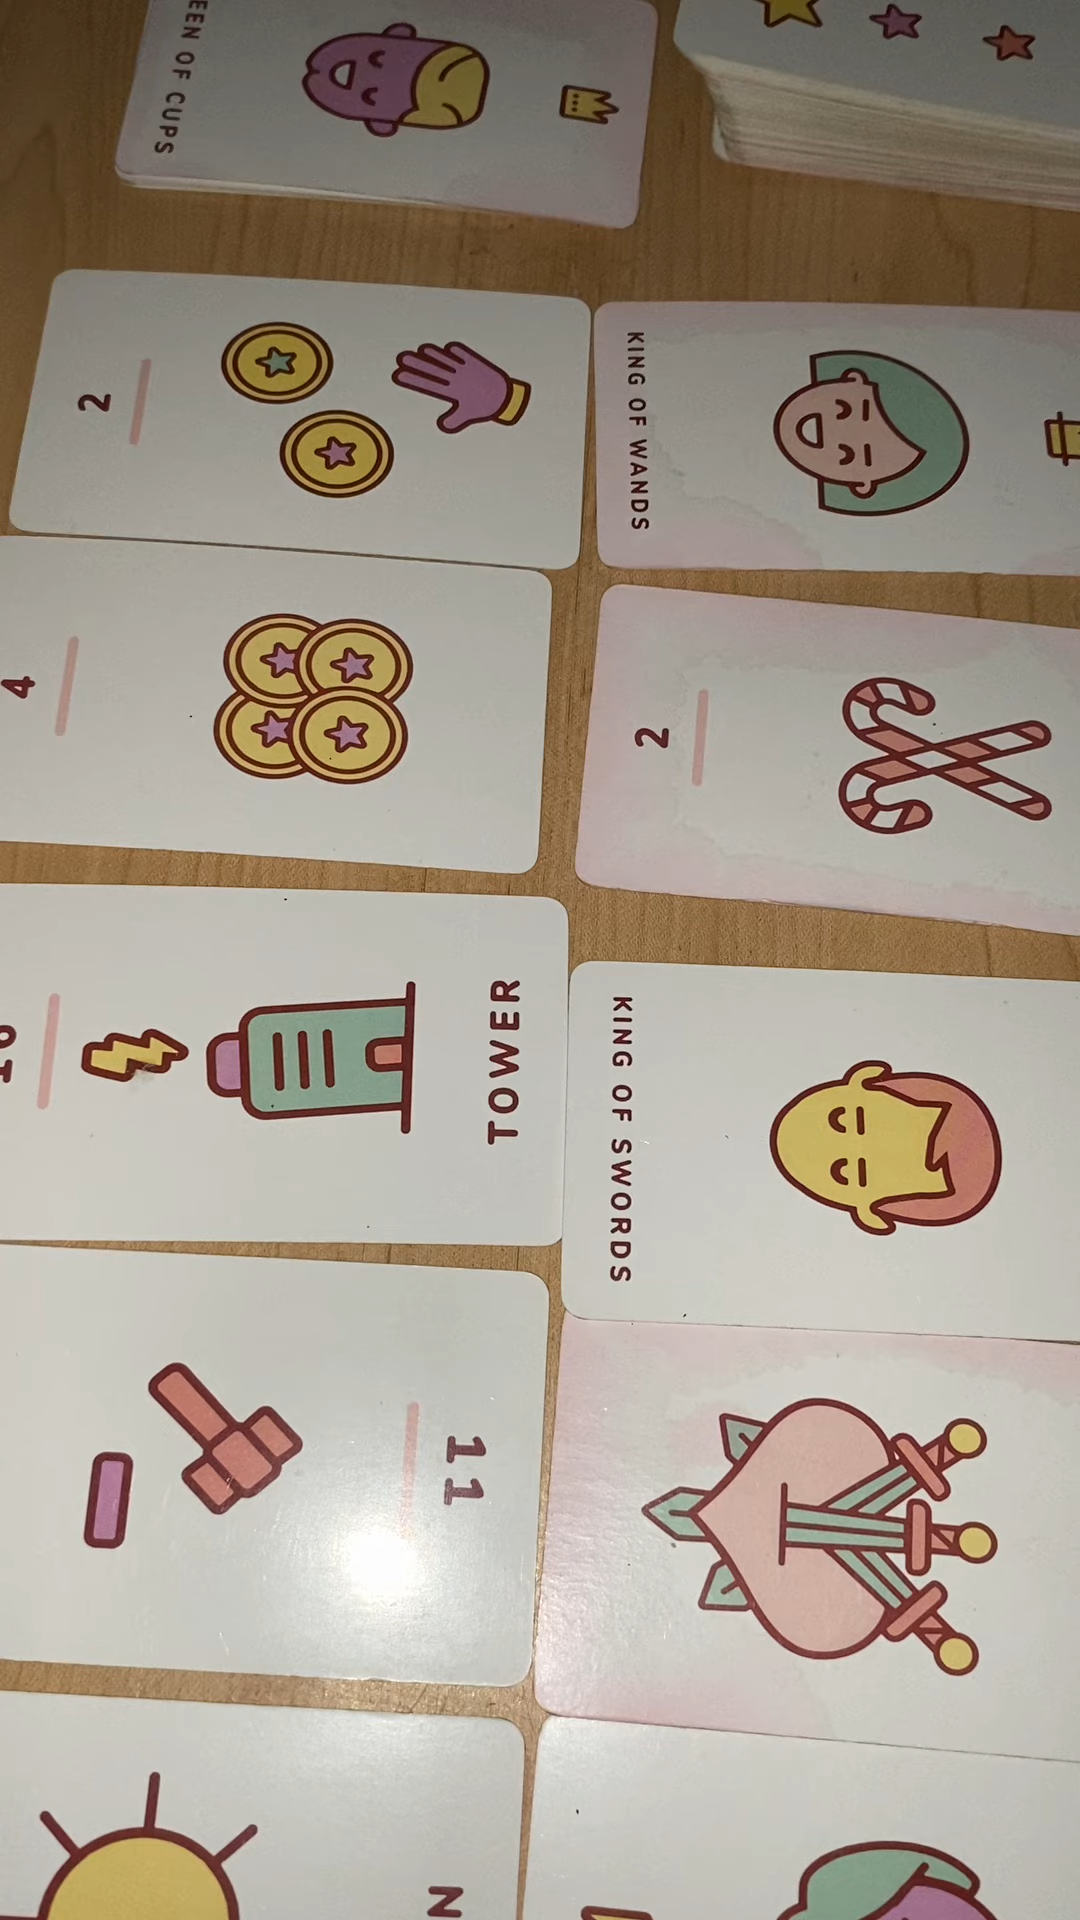 EEN OF CUPS
2
KING OF WANDS
4
2
TOWER
KING OF SWORDS
11
N